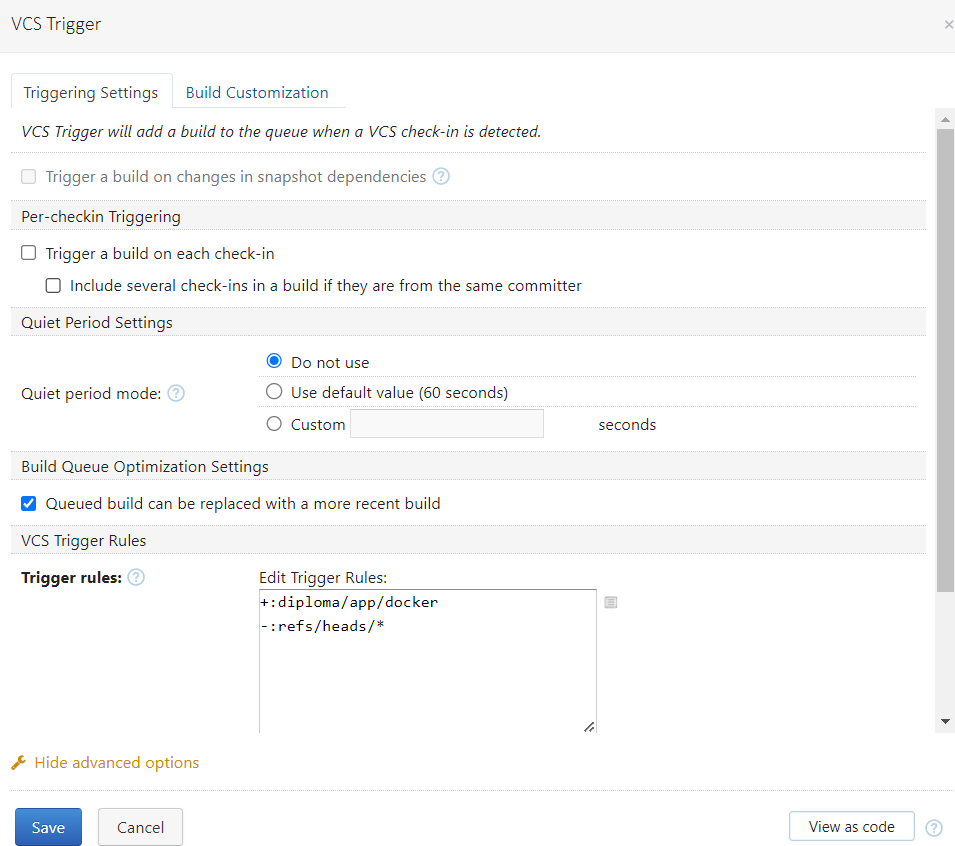 VCS Trigger
×
Triggering Settings
Build Customization
VCS Trigger will add a build to the queue when a VCS check-in is detected.
Trigger a build on changes in snapshot dependencies ?
Per-checkin Triggering
Trigger a build on each check-in
Include several check-ins in a build if they are from the same committer
Quiet Period Settings
Quiet period mode: ?
Do not use
Use default value (60 seconds)
Custom seconds
Build Queue Optimization Settings
Queued build can be replaced with a more recent build
VCS Trigger Rules
Trigger rules: ?
Edit Trigger Rules:
+:diploma/app/docker
-:refs/heads/*
Hide advanced options
Save Cancel View as code ?